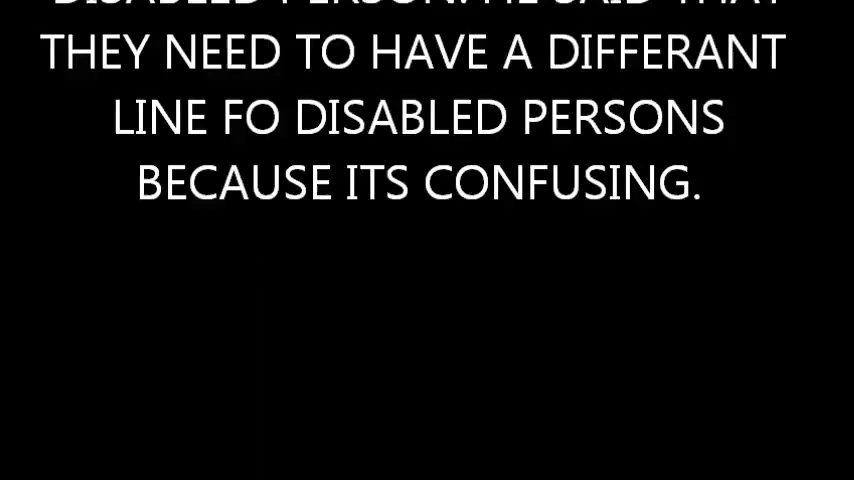 DISABLED PERSON. HE SAID THAT
THEY NEED TO HAVE A DIFFERANT
LINE FO DISABLED PERSONS
BECAUSE ITS CONFUSING.